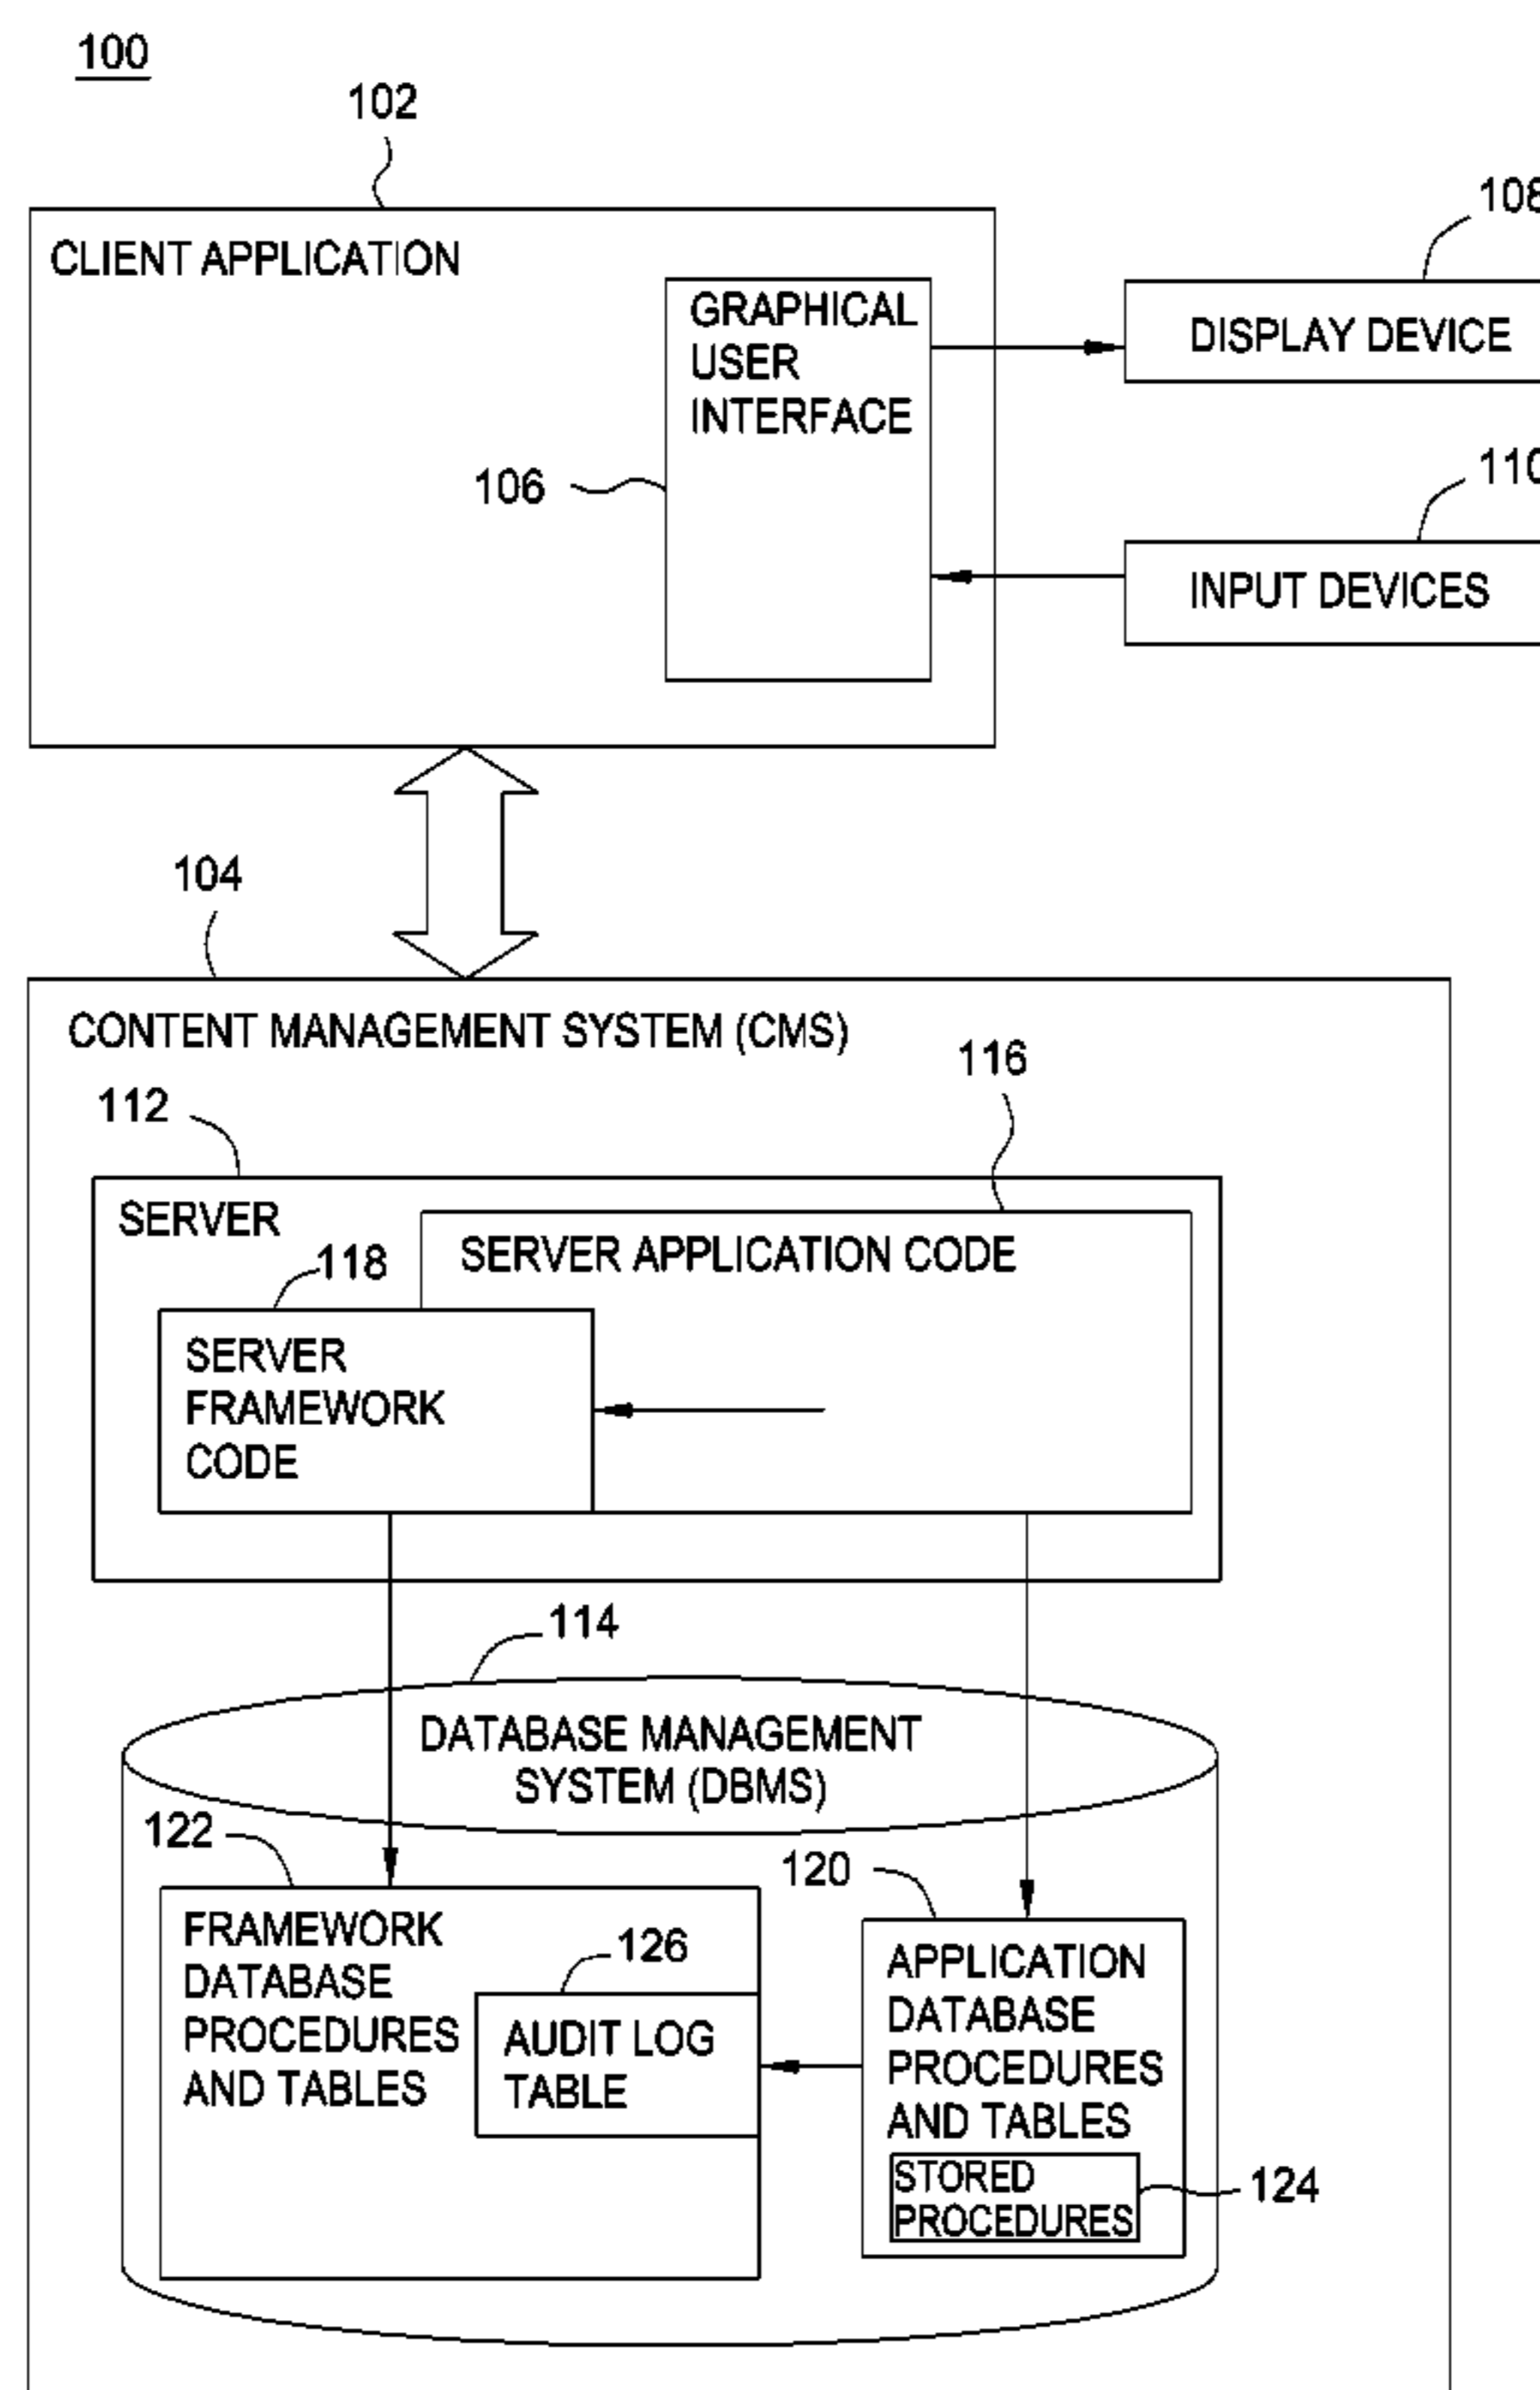 100
102
108
CLIENT APPLICATION
GRAPHICAL
USER
INTERFACE
DISPLAY DEVICE
106
110
INPUT DEVICES
104
CONTENT MANAGEMENT SYSTEM (CMS)
116
112
SERVER
118
SERVER APPLICATION CODE
SERVER
FRAMEWORK
CODE
114
DATABASE MANAGEMENT
SYSTEM (DBMS)
122
120
FRAMEWORK
DATABASE
PROCEDURES
AND TABLES
126
AUDIT LOG
TABLE
APPLICATION
DATABASE
PROCEDURES
AND TABLES
STORED
PROCEDURES
124